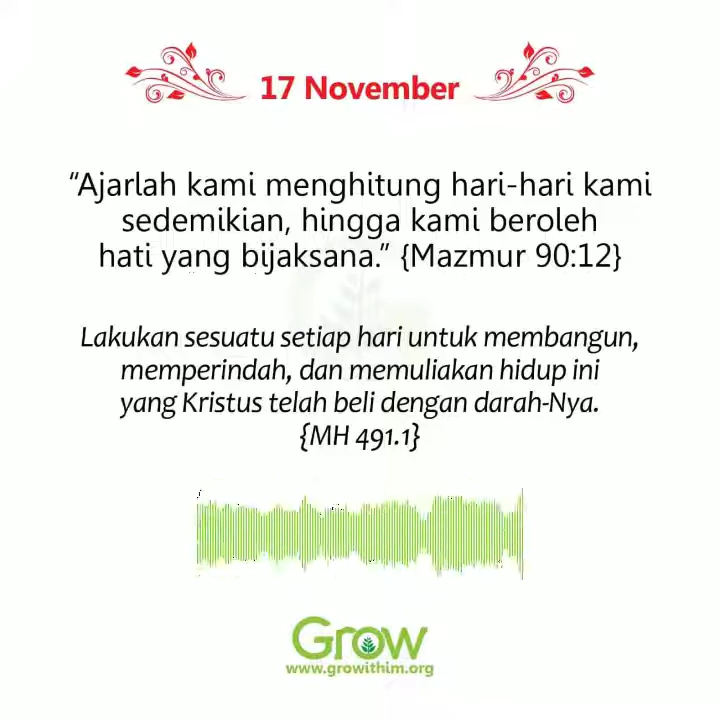 17 November
“Ajarlah kami menghitung hari-hari kami
sedemikian, hingga kami beroleh
hati yang bijaksana.” {Mazmur 90:12}
Lakukan sesuatu setiap hari untuk membangun,
memperindah, dan memuliakan hidup ini
yang Kristus telah beli dengan darah-Nya.
{MH 491.1}
Grow
www.growithim.org